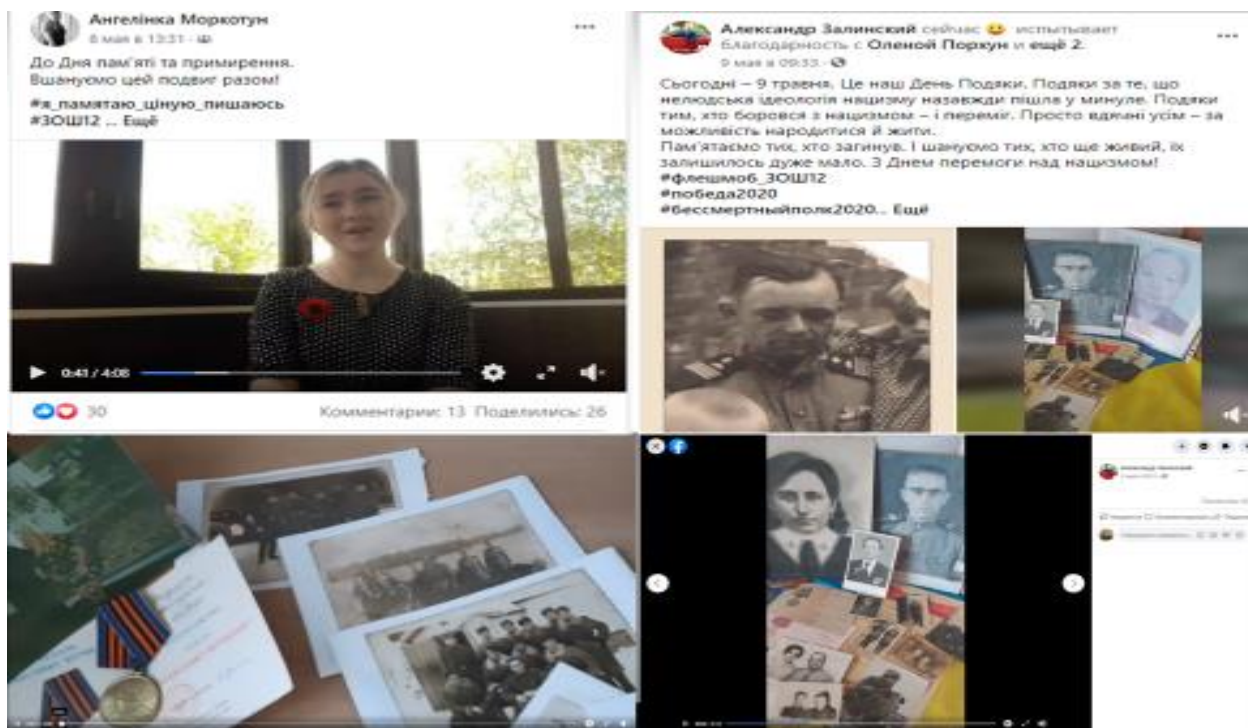 Ангелінка Моркотун
8 мая в 13:31
До Дня пам'яті та примирення.
Вшануємо цей подвиг разом!
#я_памятаю_ціную_пишаюсь
#ЗОШ12 ... Ещё
0:41 / 4:08
30
Комментарии: 13 Поделились: 26
Александр Залинский сейчас испытывает
благодарность с Оленой Порхун и ещё 2.
9 мая в 09:33
Сьогодні – 9 травня. Це наш День Подяки. Подяки за те, що
нелюдська ідеологія нацизму назавжди пішла у минуле. Подяки
тим, хто боровся з нацизмом – і переміг. Просто вдячні усім – за
можливість народитися й жити.
Пам'ятаємо тих, хто загинув. І шануємо тих, хто ще живий, їх
залишилось дуже мало. З Днем перемоги над нацизмом!
#флешмоб_ЗОШ12
#победа2020
#бессмертныйполк2020... Ещё